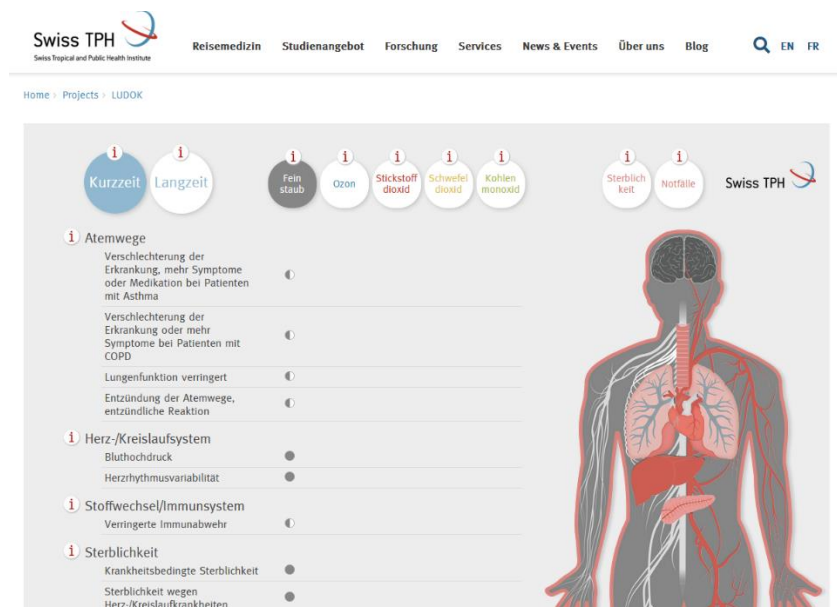 Swiss TPH
Swiss Tropical and Public Health Institute
Reisemedizin Studienangebot Forschung Services News & Events Über uns Blog EN FR
Home > Projects > LUDOK
i i i i i i i i i
Kurzzeit Langzeit
Fein
staub
Ozon
Stickstoff
dioxid
Schwefel
dioxid
Kohlen
monoxid
Sterblich
keit
Notfälle
Swiss TPH
i Atemwege
Verschlechterung der
Erkrankung, mehr Symptome
oder Medikation bei Patienten
mit Asthma
Verschlechterung der
Erkrankung oder mehr
Symptome bei Patienten mit
COPD
Lungenfunktion verringert
Entzündung der Atemwege,
entzündliche Reaktion
i Herz-/Kreislaufsystem
Bluthochdruck
Herzrhythmusvariabilität
i Stoffwechsel/Immunsystem
Verringerte Immunabwehr
i Sterblichkeit
Krankheitsbedingte Sterblichkeit
Sterblichkeit wegen
Herz-/Kreislaufkrankheiten